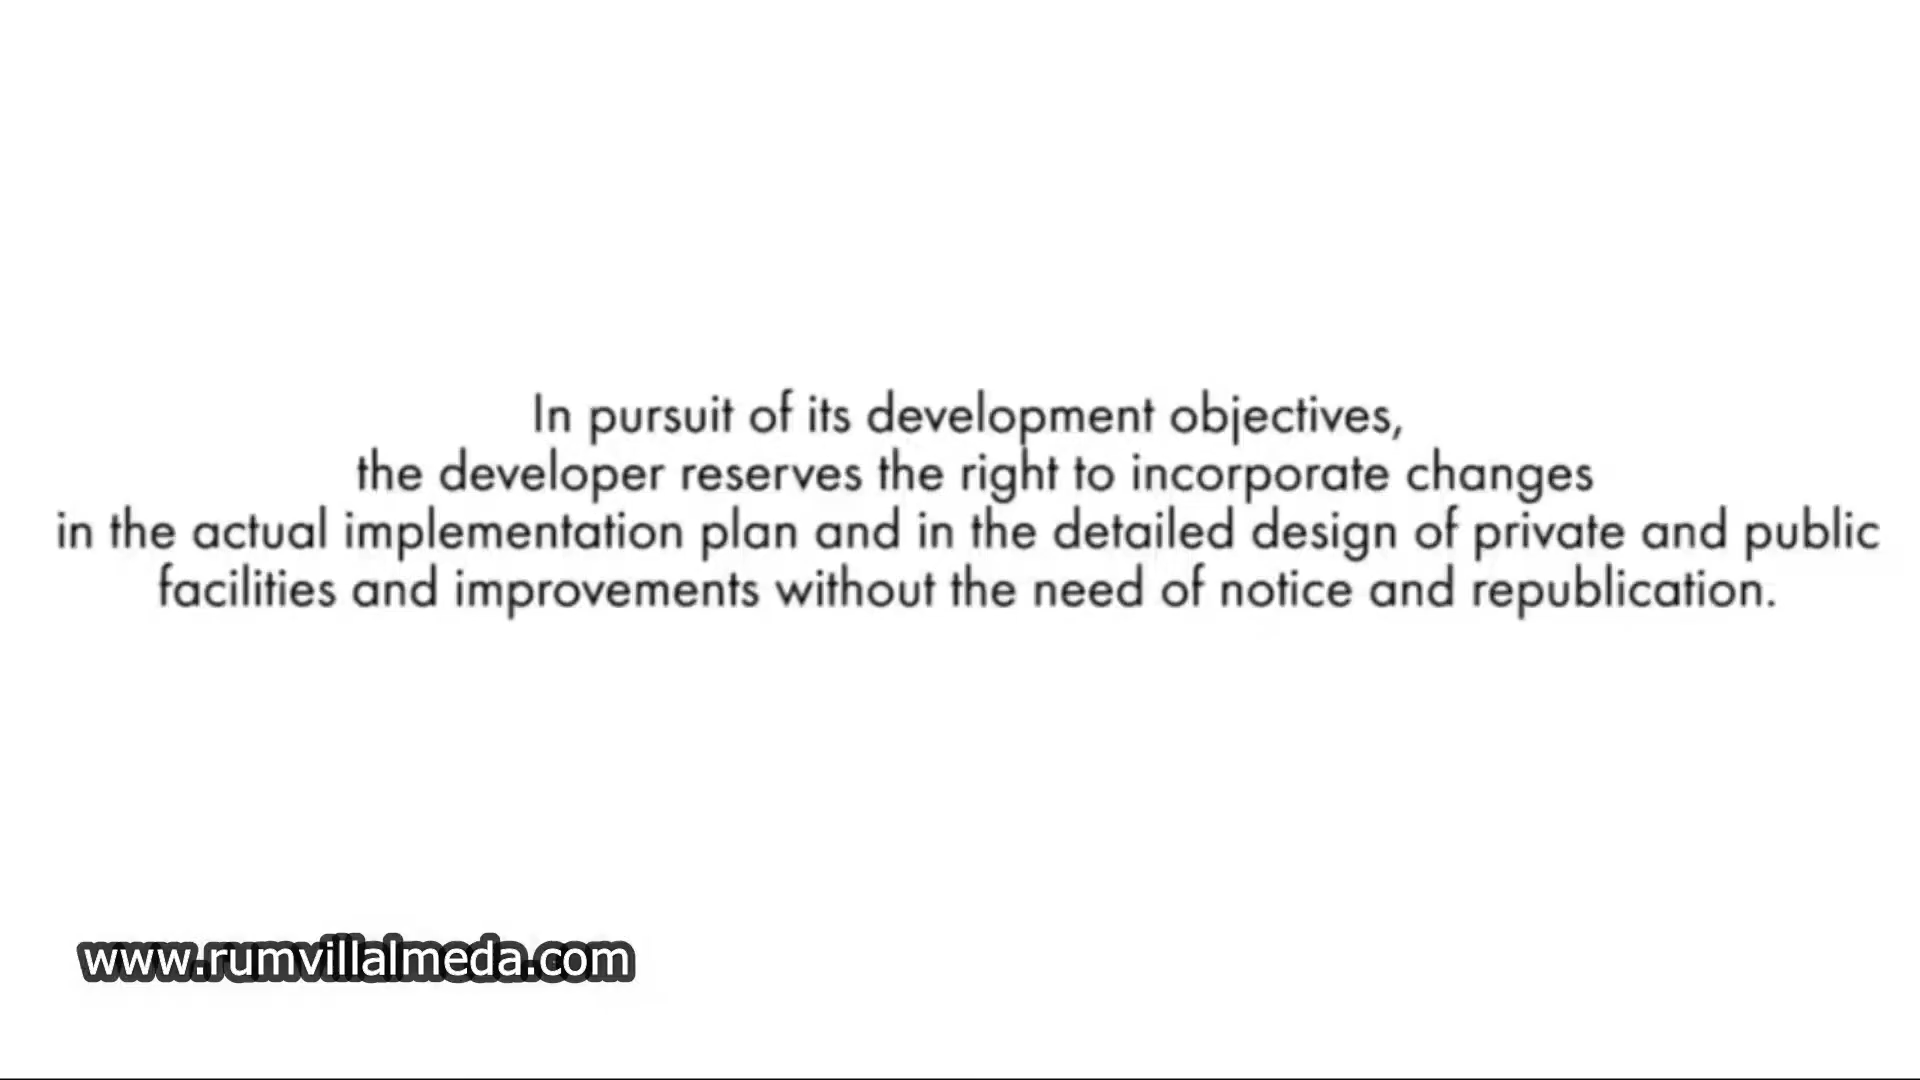 In pursuit of its development objectives,
the developer reserves the right to incorporate changes
in the actual implementation plan and in the detailed design of private and public
facilities and improvements without the need of notice and republication.
www.rumvillalmeda.com